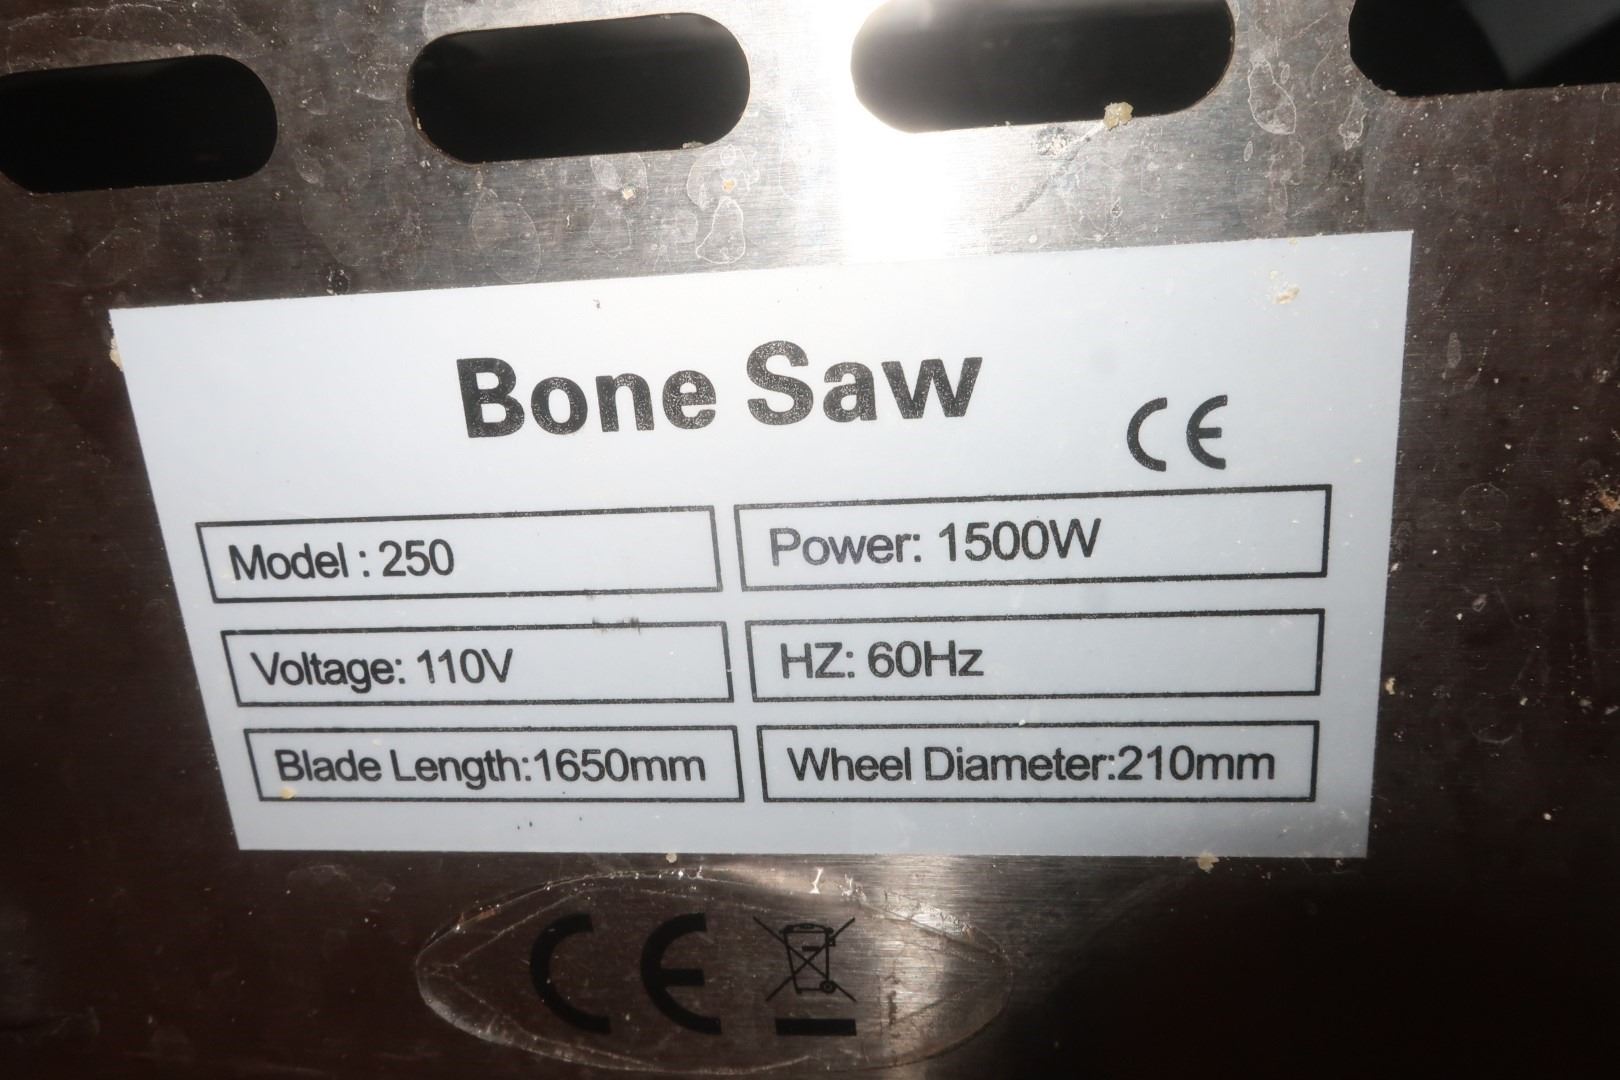 Bone Saw
CE
Model : 250
Power: 1500W
Voltage: 110V
HZ: 60Hz
Blade Length:1650mm
Wheel Diameter:210mm
CE